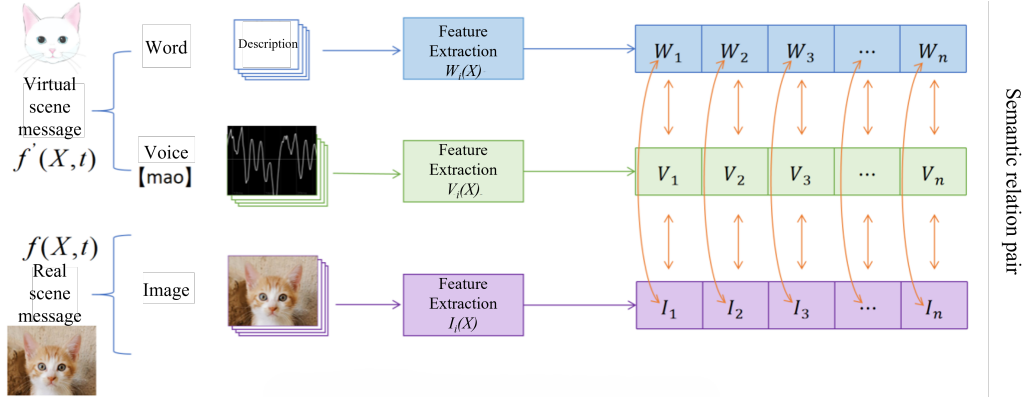 Word
Virtual
scene
message
f'(X,t)
Voice
【mao】
f(X,t)
Real
scene
message
Image
Description
Feature
Extraction
Wᵢ(X)
Feature
Extraction
Vᵢ(X)
Feature
Extraction
Iᵢ(X)
W₁ W₂ W₃ ··· Wₙ
V₁ V₂ V₃ ··· Vₙ
I₁ I₂ I₃ ··· Iₙ
Semantic relation pair